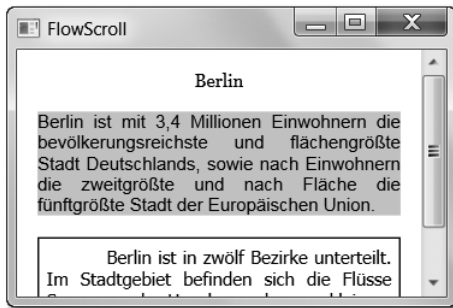 FlowScroll
Berlin
Berlin ist mit 3,4 Millionen Einwohnern die
bevölkerungsreichste und flächengrößte
Stadt Deutschlands, sowie nach Einwohnern
die zweitgrößte und nach Fläche die
fünftgrößte Stadt der Europäischen Union.
Berlin ist in zwölf Bezirke unterteilt.
Im Stadtgebiet befinden sich die Flüsse